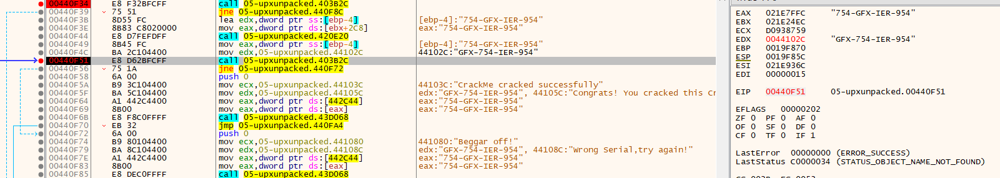 00440F34 E8 F32BFCFF call 05-upxunpacked.403B2C
00440F39 75 51 jne 05-upxunpacked.440F8C
00440F3B 8D55 FC lea edx,dword ptr ss:[ebp-4] [ebp-4]:"754-GFX-IER-954"
00440F3E 8B83 C8020000 mov eax,dword ptr ds:[ebx+2C8] eax:"754-GFX-IER-954"
00440F44 E8 D7FEFDFF call 05-upxunpacked.420E20
00440F49 8B45 FC mov eax,dword ptr ss:[ebp-4] [ebp-4]:"754-GFX-IER-954"
00440F4C BA 2C104400 mov edx,05-upxunpacked.44102C 44102C:"GFX-754-IER-954"
00440F51 E8 D62BFCFF call 05-upxunpacked.403B2C
00440F56 75 1A jne 05-upxunpacked.440F72
00440F58 6A 00 push 0
00440F5A B9 3C104400 mov ecx,05-upxunpacked.44103C 44103C:"CrackMe cracked successfully"
00440F5F BA 5C104400 mov edx,05-upxunpacked.44105C edx:"GFX-754-IER-954", 44105C:"Congrats! You cracked this Cr
00440F64 A1 442C4400 mov eax,dword ptr ds:[442C44] eax:"754-GFX-IER-954"
00440F69 8B00 mov eax,dword ptr ds:[eax] eax:"754-GFX-IER-954"
00440F6B E8 F8C0FFFF call 05-upxunpacked.43D068
00440F70 EB 32 jmp 05-upxunpacked.440FA4
00440F72 6A 00 push 0
00440F74 B9 80104400 mov ecx,05-upxunpacked.441080 441080:"Beggar off!"
00440F79 BA 8C104400 mov edx,05-upxunpacked.44108C edx:"GFX-754-IER-954", 44108C:"Wrong Serial,try again!"
00440F7E A1 442C4400 mov eax,dword ptr ds:[442C44] eax:"754-GFX-IER-954"
00440F83 8B00 mov eax,dword ptr ds:[eax] eax:"754-GFX-IER-954"
00440F85 E8 DEC0FFFF call 05-upxunpacked.43D068
EAX 021E7FFC "754-GFX-IER-954"
EBX 021E24EC
ECX D0938759
EDX 0044102C "GFX-754-IER-954"
EBP 0019F870
ESP 0019F85C
ESI 021E936C
EDI 00000015
EIP 00440F51 05-upxunpacked.00440F51
EFLAGS 00000202
ZF 0 PF 0 AF 0
OF 0 SF 0 DF 0
CF 0 TF 0 IF 1
LastError 00000000 (ERROR_SUCCESS)
LastStatus C0000034 (STATUS_OBJECT_NAME_NOT_FOUND)